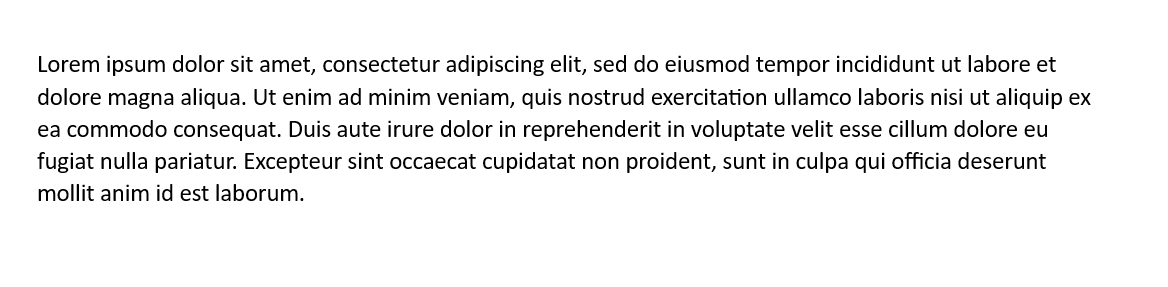 Lorem ipsum dolor sit amet, consectetur adipiscing elit, sed do eiusmod tempor incididunt ut labore et
dolore magna aliqua. Ut enim ad minim veniam, quis nostrud exercitation ullamco laboris nisi ut aliquip ex
ea commodo consequat. Duis aute irure dolor in reprehenderit in voluptate velit esse cillum dolore eu
fugiat nulla pariatur. Excepteur sint occaecat cupidatat non proident, sunt in culpa qui officia deserunt
mollit anim id est laborum.